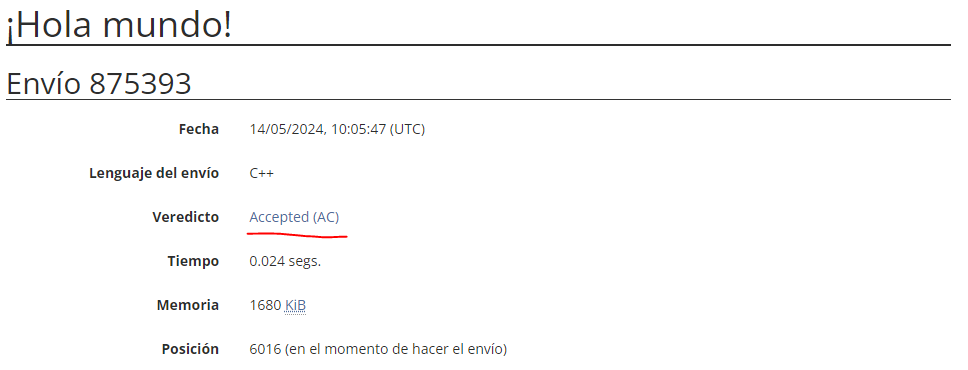 ¡Hola mundo!
Envío 875393
Fecha 14/05/2024, 10:05:47 (UTC)
Lenguaje del envío C++
Veredicto Accepted (AC)
Tiempo 0.024 segs.
Memoria 1680 KiB
Posición 6016 (en el momento de hacer el envío)